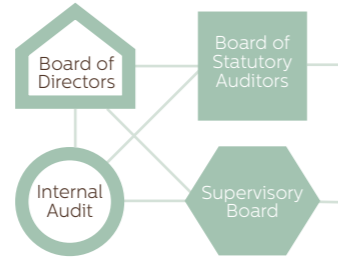 Board of
Directors
Board of
Statutory
Auditors
Internal
Audit
Supervisory
Board